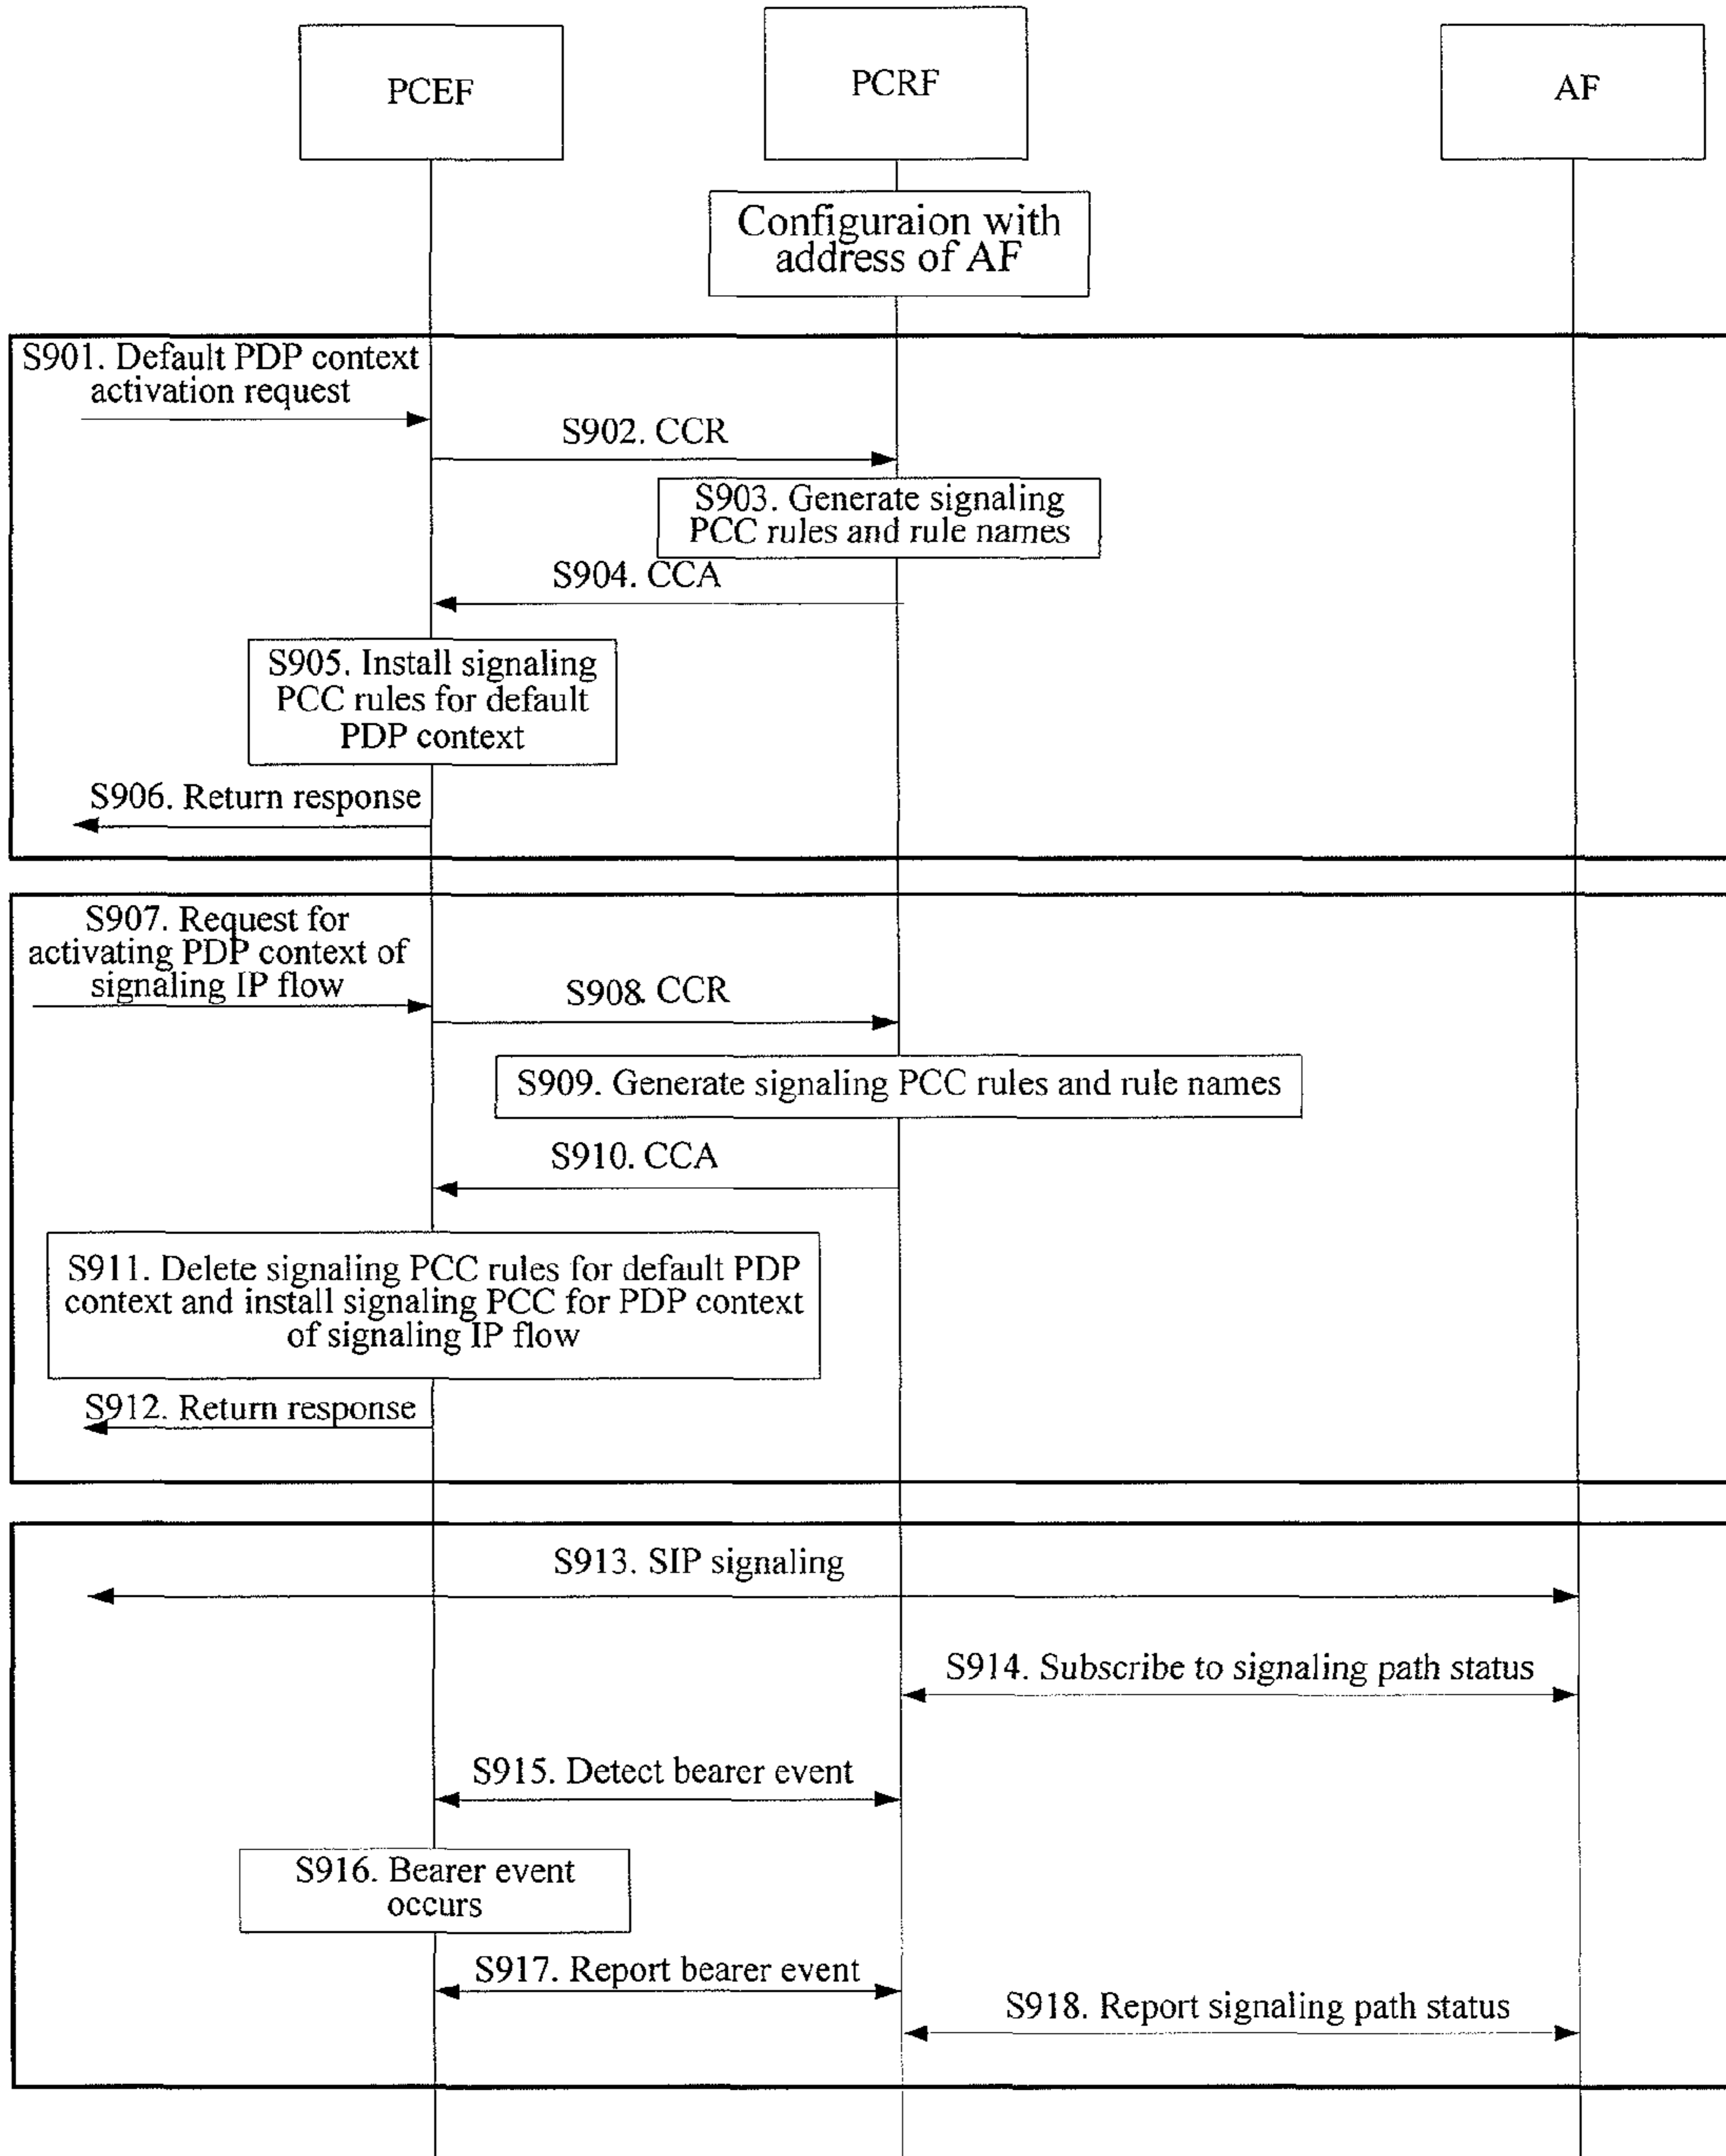 PCEF
PCRF
AF
Configuraion with
address of AF
S901. Default PDP context
activation request
S902. CCR
S903. Generate signaling
PCC rules and rule names
S904. CCA
S905. Install signaling
PCC rules for default
PDP context
S906. Return response
S907. Request for
activating PDP context of
signaling IP flow
S908. CCR
S909. Generate signaling PCC rules and rule names
S910. CCA
S911. Delete signaling PCC rules for default PDP
context and install signaling PCC for PDP context
of signaling IP flow
S912. Return response
S913. SIP signaling
S914. Subscribe to signaling path status
S915. Detect bearer event
S916. Bearer event
occurs
S917. Report bearer event
S918. Report signaling path status